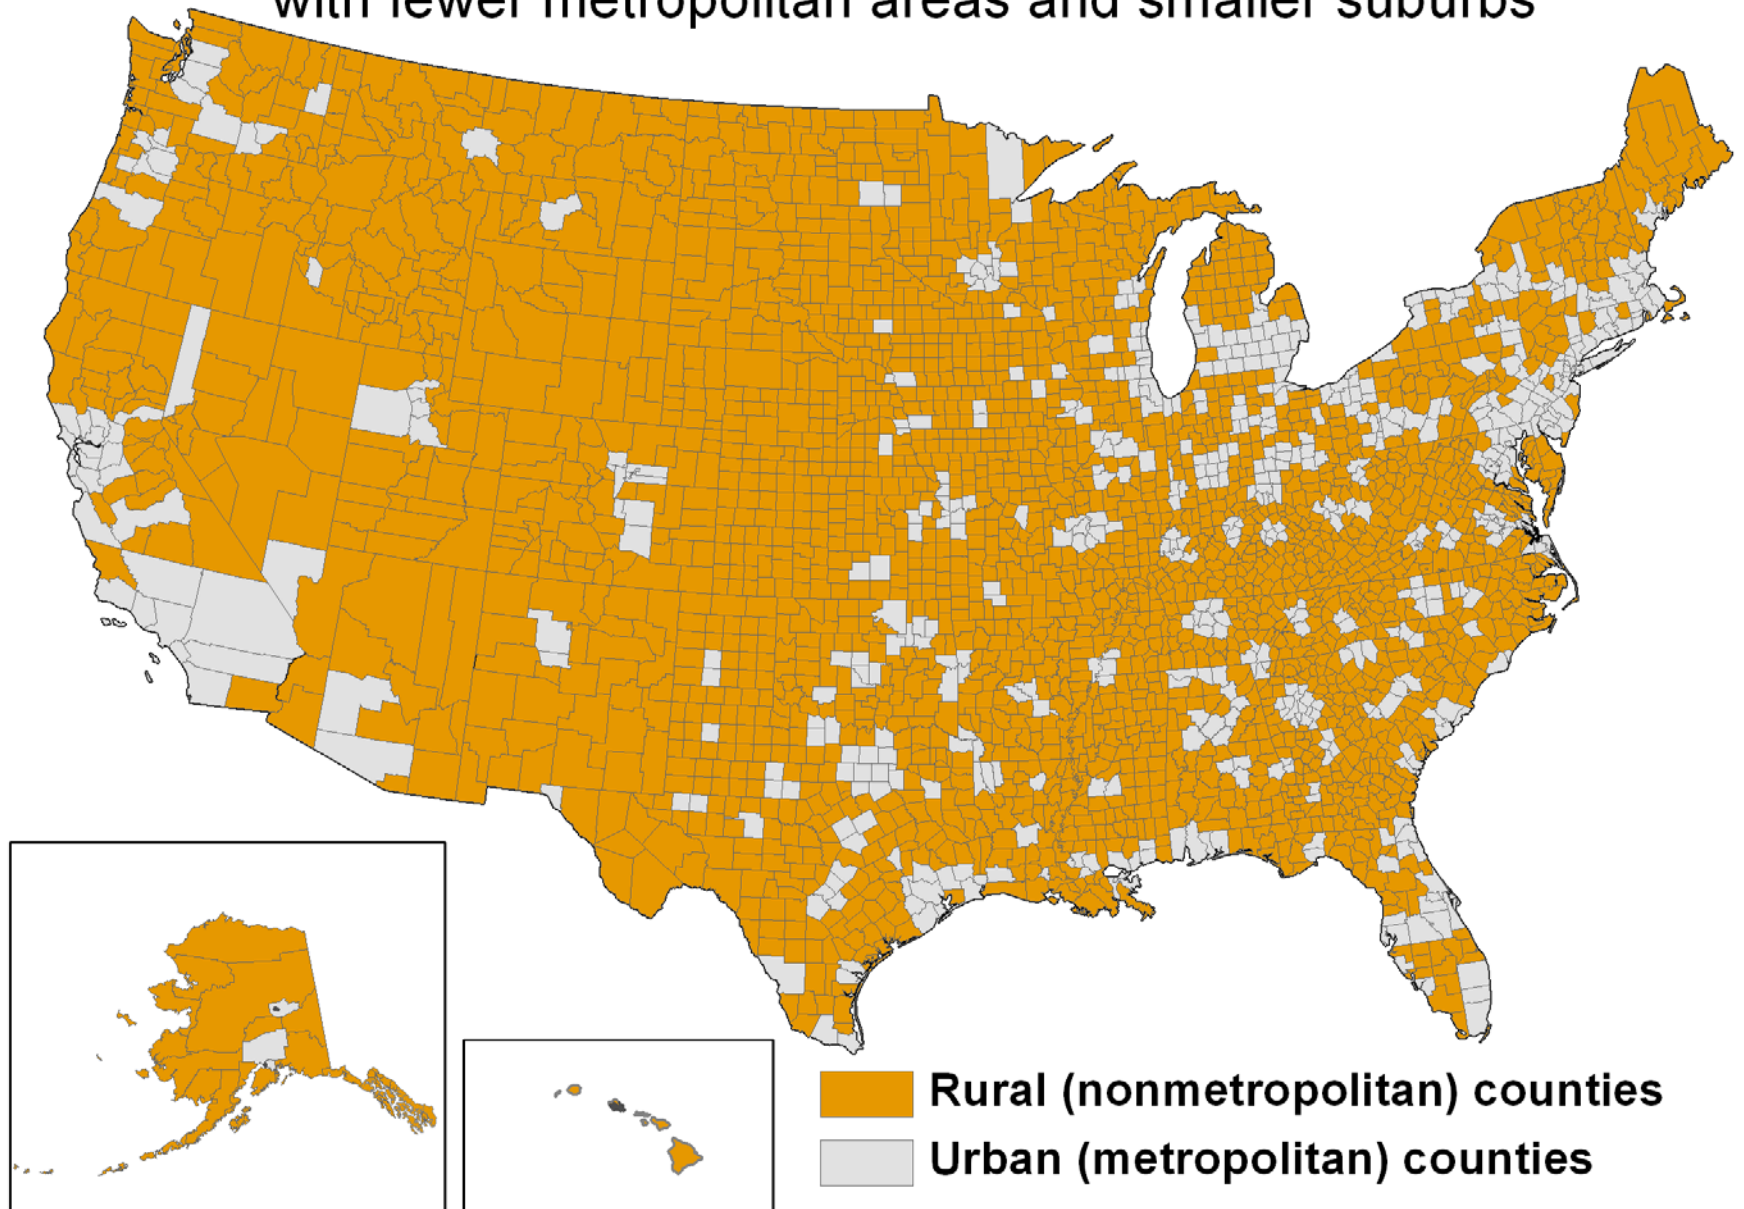 with fewer metropolitan areas and smaller suburbs
Rural (nonmetropolitan) counties
Urban (metropolitan) counties